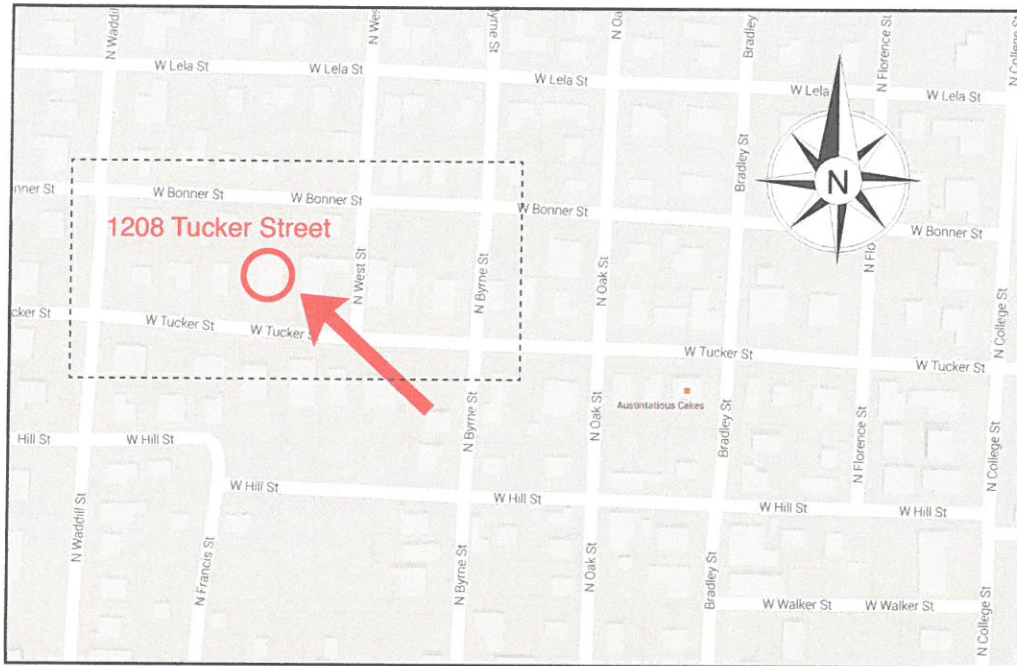 N Waddill
N West
Byrne St
N Oa
Bradley
N Florence St
N College St
W Lela St
W Lela St
W Lela St
W Lela
W Lela St
Bradley St
N
nner St
W Bonner St
W Bonner St
W Bonner St
W Bonner St
1208 Tucker Street
N West St
N Byrne St
N Oak St
N Flo
N College St
cker St
W Tucker St
W Tucker St
W Tucker St
W Tucker St
Austintatious Cakes
N Byrne St
N Oak St
Bradley St
N Florence St
N College St
Hill St
W Hill St
W Hill St
W Hill St
W Hill St
W Hill St
N Waddill St
N Francis St
N Byrne St
N Oak St
Bradley St
W Walker St
W Walker St
N College St